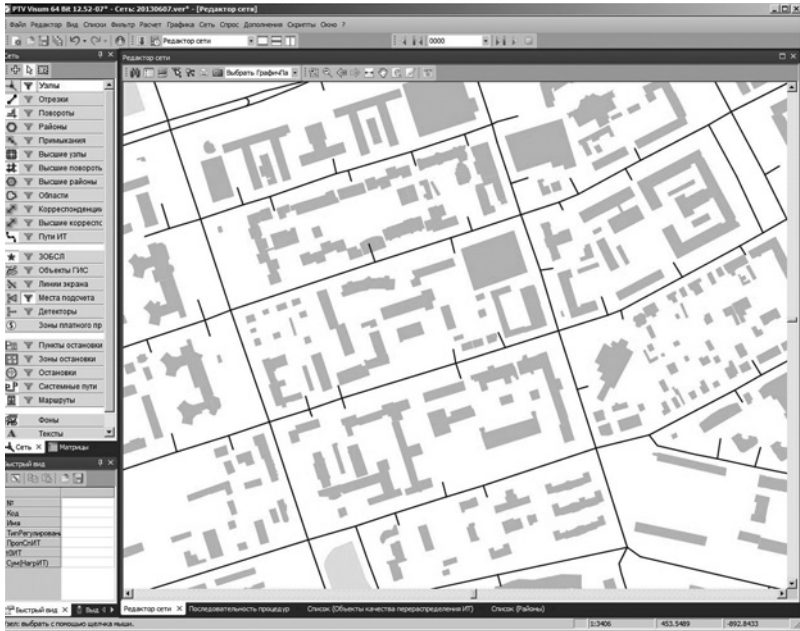 PTV Visum 64 Bit 12.52-07* - Сеть: 20130607.ver* - [Редактор сети]
Файл Редактор Вид Списки Фильтр Расчет Графика Сеть Спрос Дополнения Скрипты Окно ?
Редактор сети 0000
Сеть
Редактор сети
Выбрать ГрафичПа
Узлы
Отрезки
Повороты
Районы
Примыкания
Высшие узлы
Высшие повороть
Высшие районы
Области
Корреспонденции
Высшие корреспс
Пути ИТ
ЗОБСЛ
Объекты ГИС
Линии экрана
Места подсчета
Детекторы
Зоны платного пр
Пункты остановки
Зоны остановки
Остановки
Системные пути
Маршруты
Фоны
Тексты
Сеть Матрицы
Быстрый вид
№
Код
Имя
ТипРегулирован
ПропСпИТ
t0ИТ
Сум(НагрИТ)
Быстрый вид Вид
Редактор сети Последовательность процедур Список (Объекты качества перераспределения ИТ) Список (Районы)
Узел: выбрать с помощью щелчка мыши. 1:3406 453.5489 -892.8433